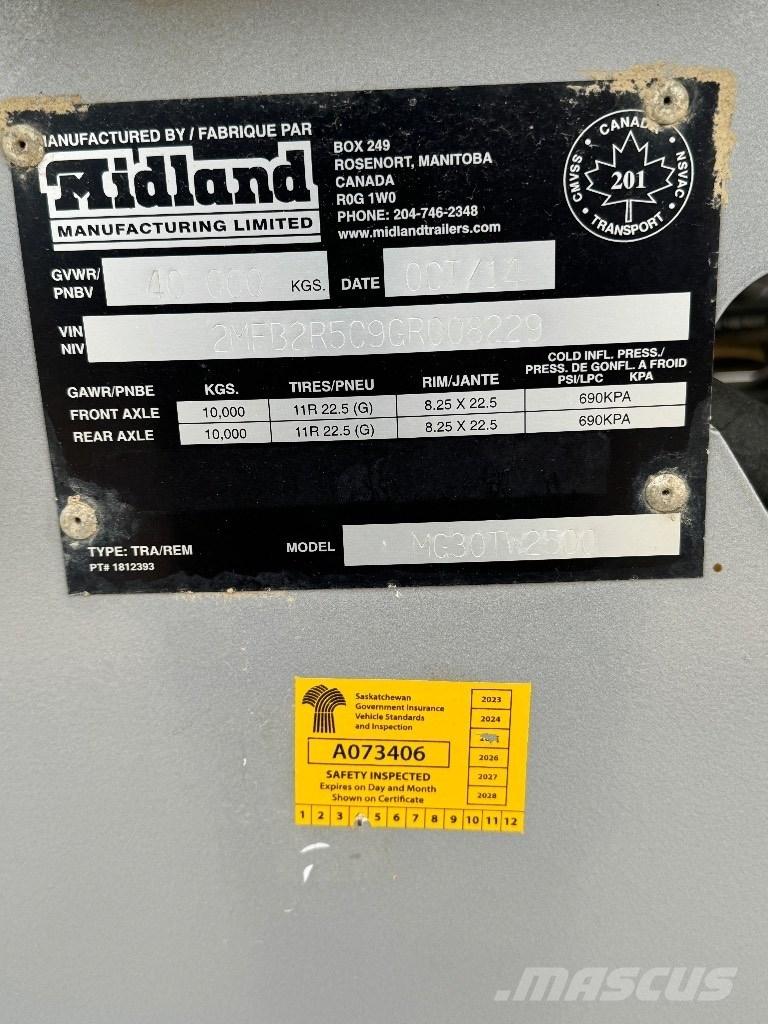 MANUFACTURED BY / FABRIQUE PAR
Midland
MANUFACTURING LIMITED
BOX 249
ROSENORT, MANITOBA
CANADA
R0G 1W0
PHONE: 204-746-2348
www.midlandtrailers.com
CANADA
CMVSS
201
NSVAC
TRANSPORT
GVWR/
PNBV
40 000 KGS.
DATE
OCT/14
VIN
NIV
2MFB2R5C9GR008229
GAWR/PNBE KGS. TIRES/PNEU RIM/JANTE
COLD INFL. PRESS./
PRESS. DE GONFL. A FROID
PSI/LPC KPA
FRONT AXLE 10,000 11R 22.5 (G) 8.25 X 22.5 690KPA
REAR AXLE 10,000 11R 22.5 (G) 8.25 X 22.5 690KPA
TYPE: TRA/REM
PT# 1812393
MODEL
MG30TW2500
Saskatchewan
Government Insurance
Vehicle Standards
and Inspection
A073406
SAFETY INSPECTED
Expires on Day and Month
Shown on Certificate
2023
2024
2026
2027
2028
1 2 3 5 6 7 8 9 10 11 12
MASCUS